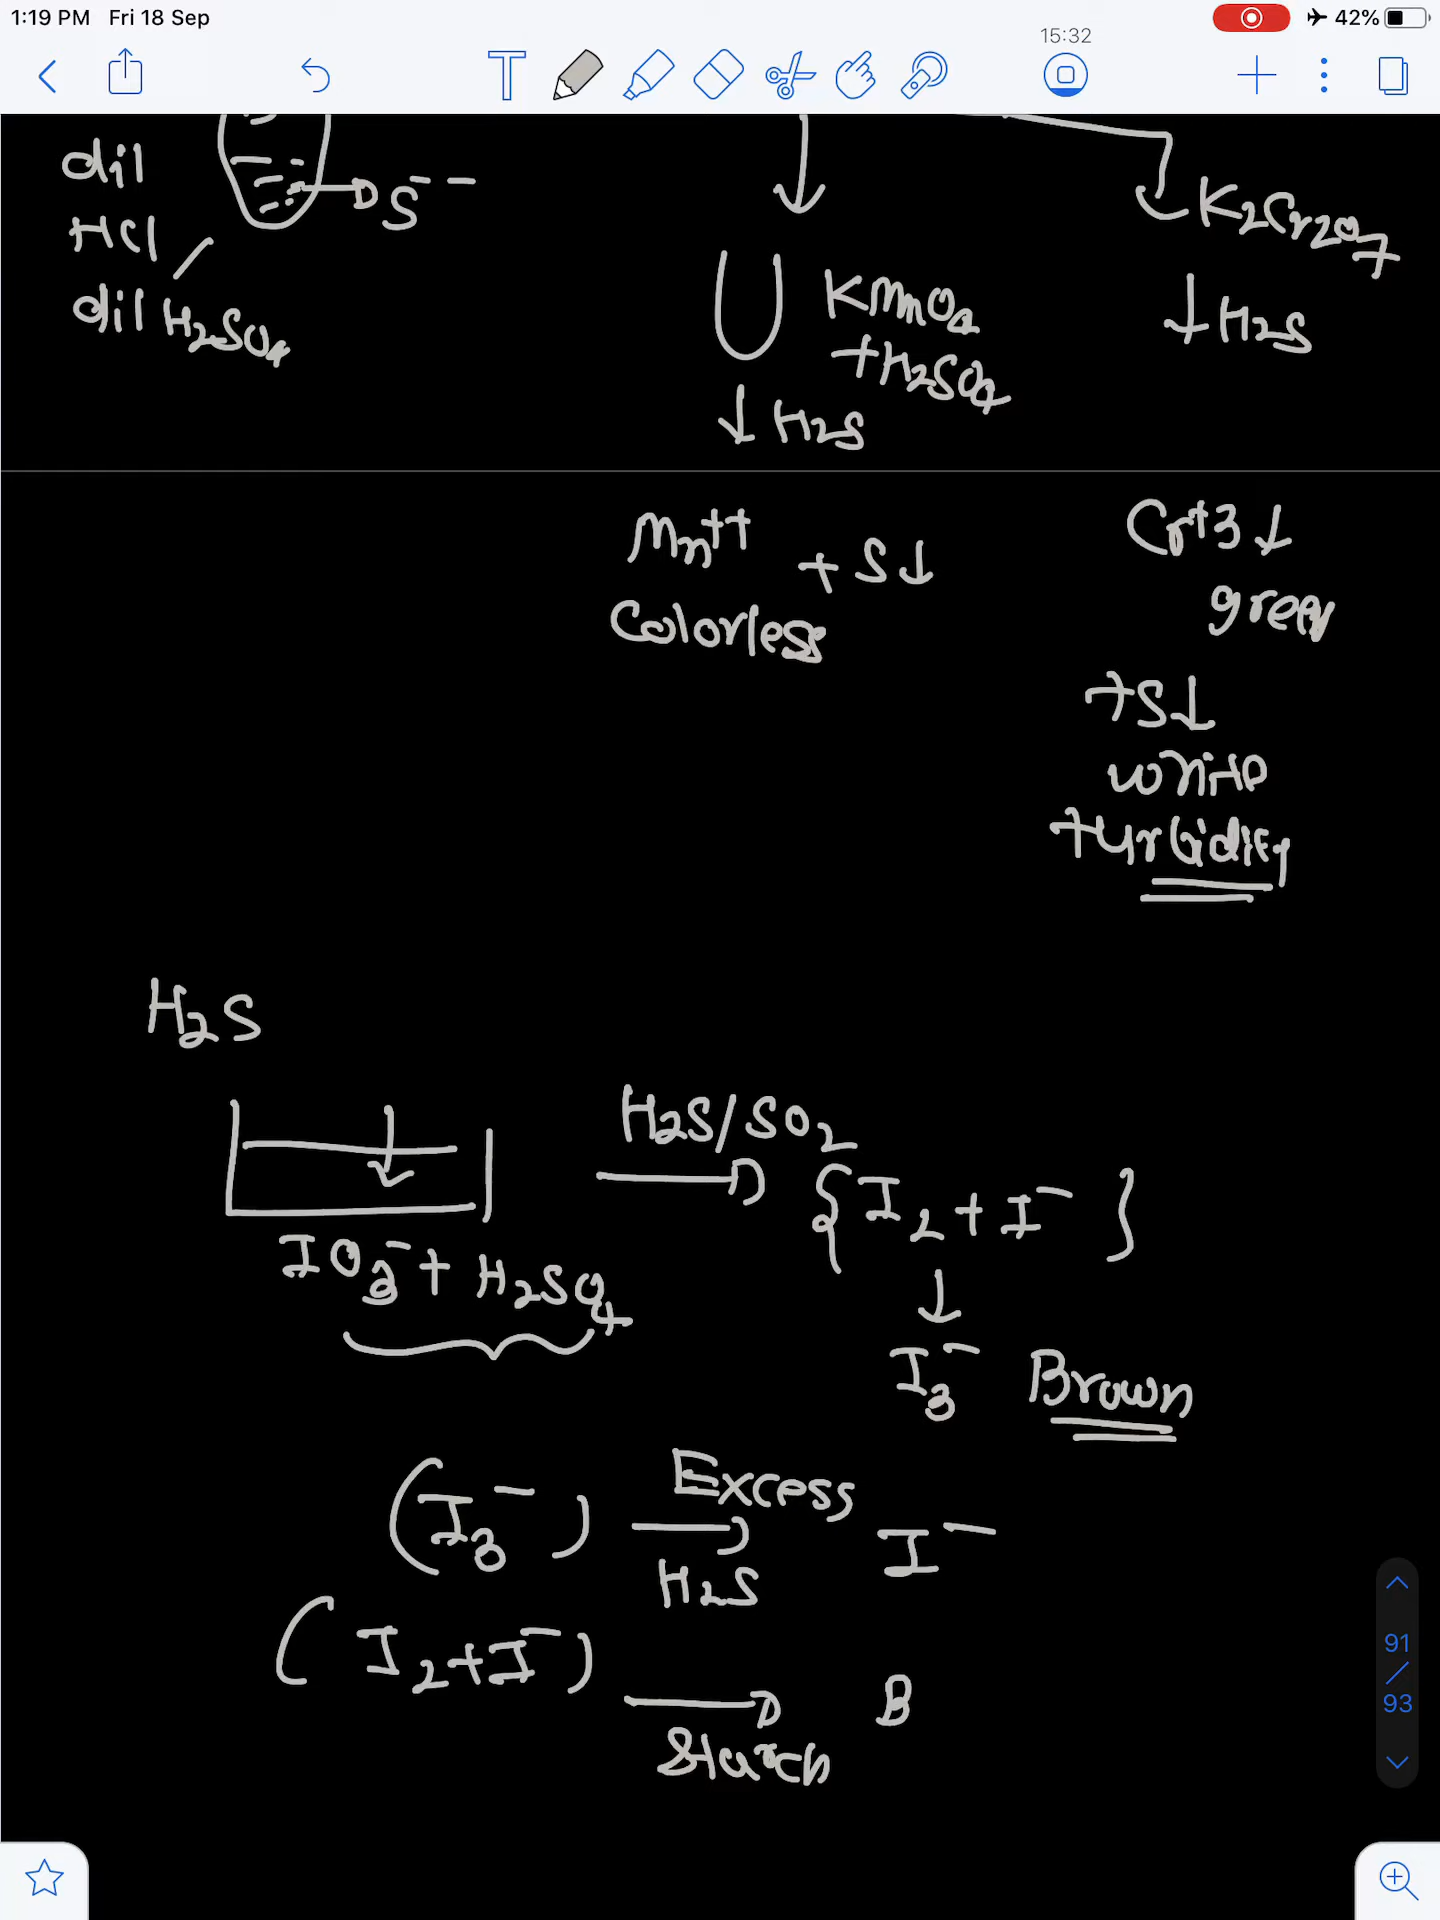 1:19 PM Fri 18 Sep
42%
15:32
T
dil
HCl /
dil H2SO4
S--
KMnO4
+H2SO4
↓ H2S
K2Cr2O7
↓ H2S
Mn++ + S↓
Colorless
Cr+3 ↓
green
+S↓
white
turbidity
H2S
IO3- + H2SO4
H2S/SO2
{I2 + I-}
↓
I3- Brown
(I3-) Excess H2S I-
(I2+I-) Starch B
91
/
93